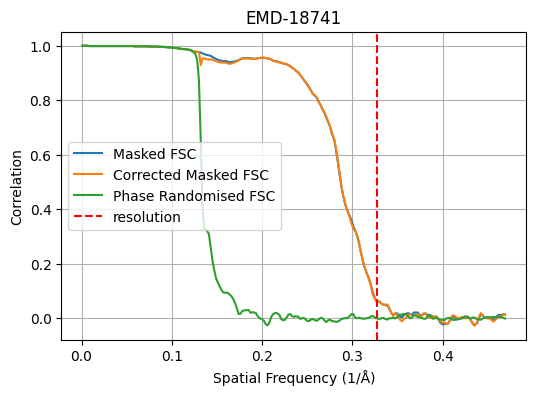 EMD-18741
1.0
0.8
0.6
0.4
0.2
0.0
Correlation
Masked FSC
Corrected Masked FSC
Phase Randomised FSC
resolution
0.0 0.1 0.2 0.3 0.4
Spatial Frequency (1/Å)